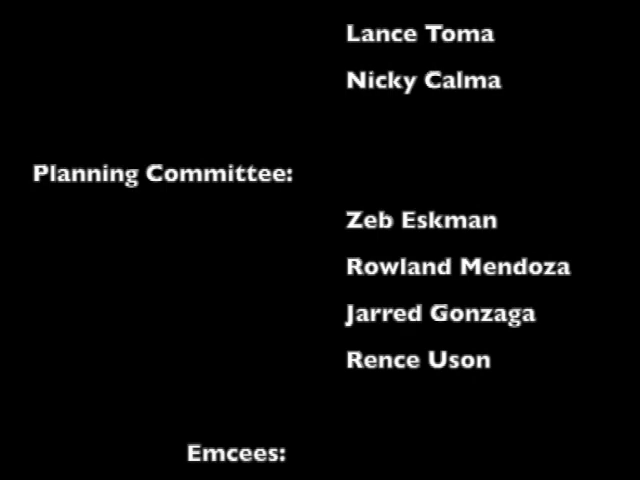 Lance Toma
Nicky Calma
Planning Committee:
Zeb Eskman
Rowland Mendoza
Jarred Gonzaga
Rence Uson
Emcees: